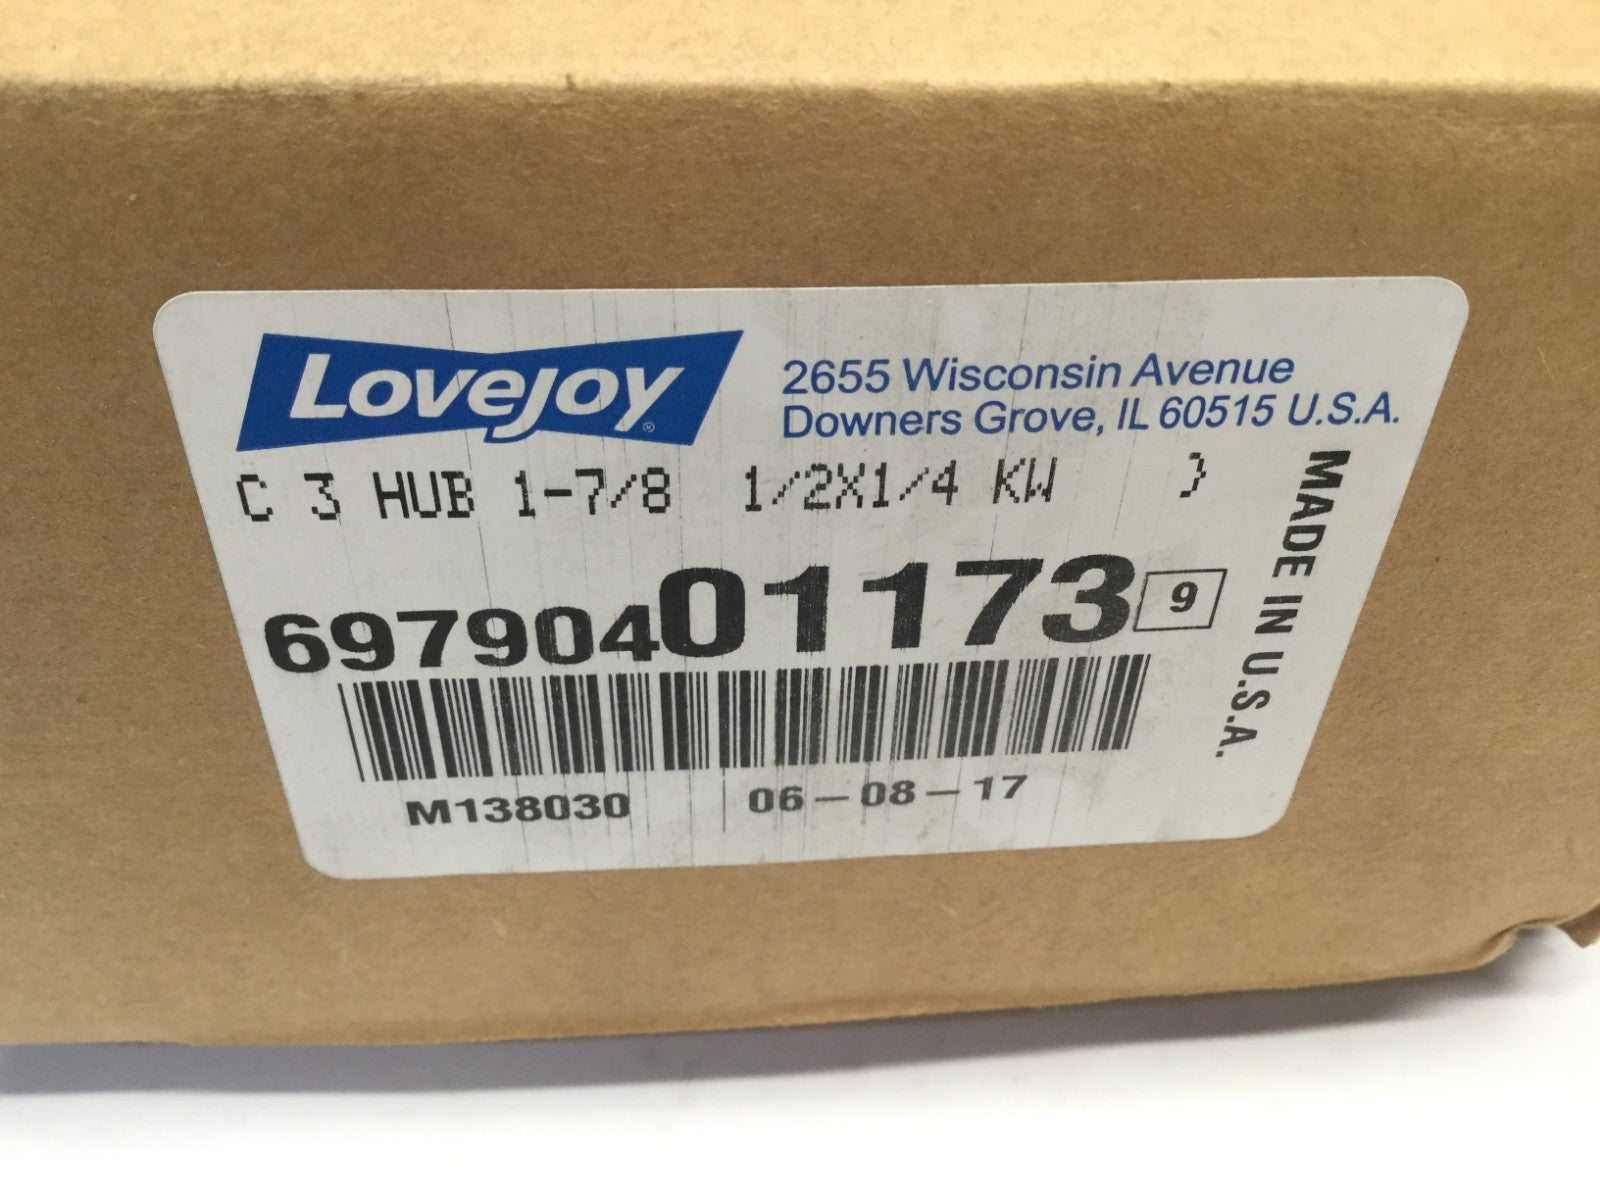 LOVEJOY®
2655 Wisconsin Avenue
Downers Grove, IL 60515 U.S.A.
C 3 HUB 1-7/8 1/2X1/4 KW }
69790401173 9
M138030 06-08-17
MADE IN U.S.A.